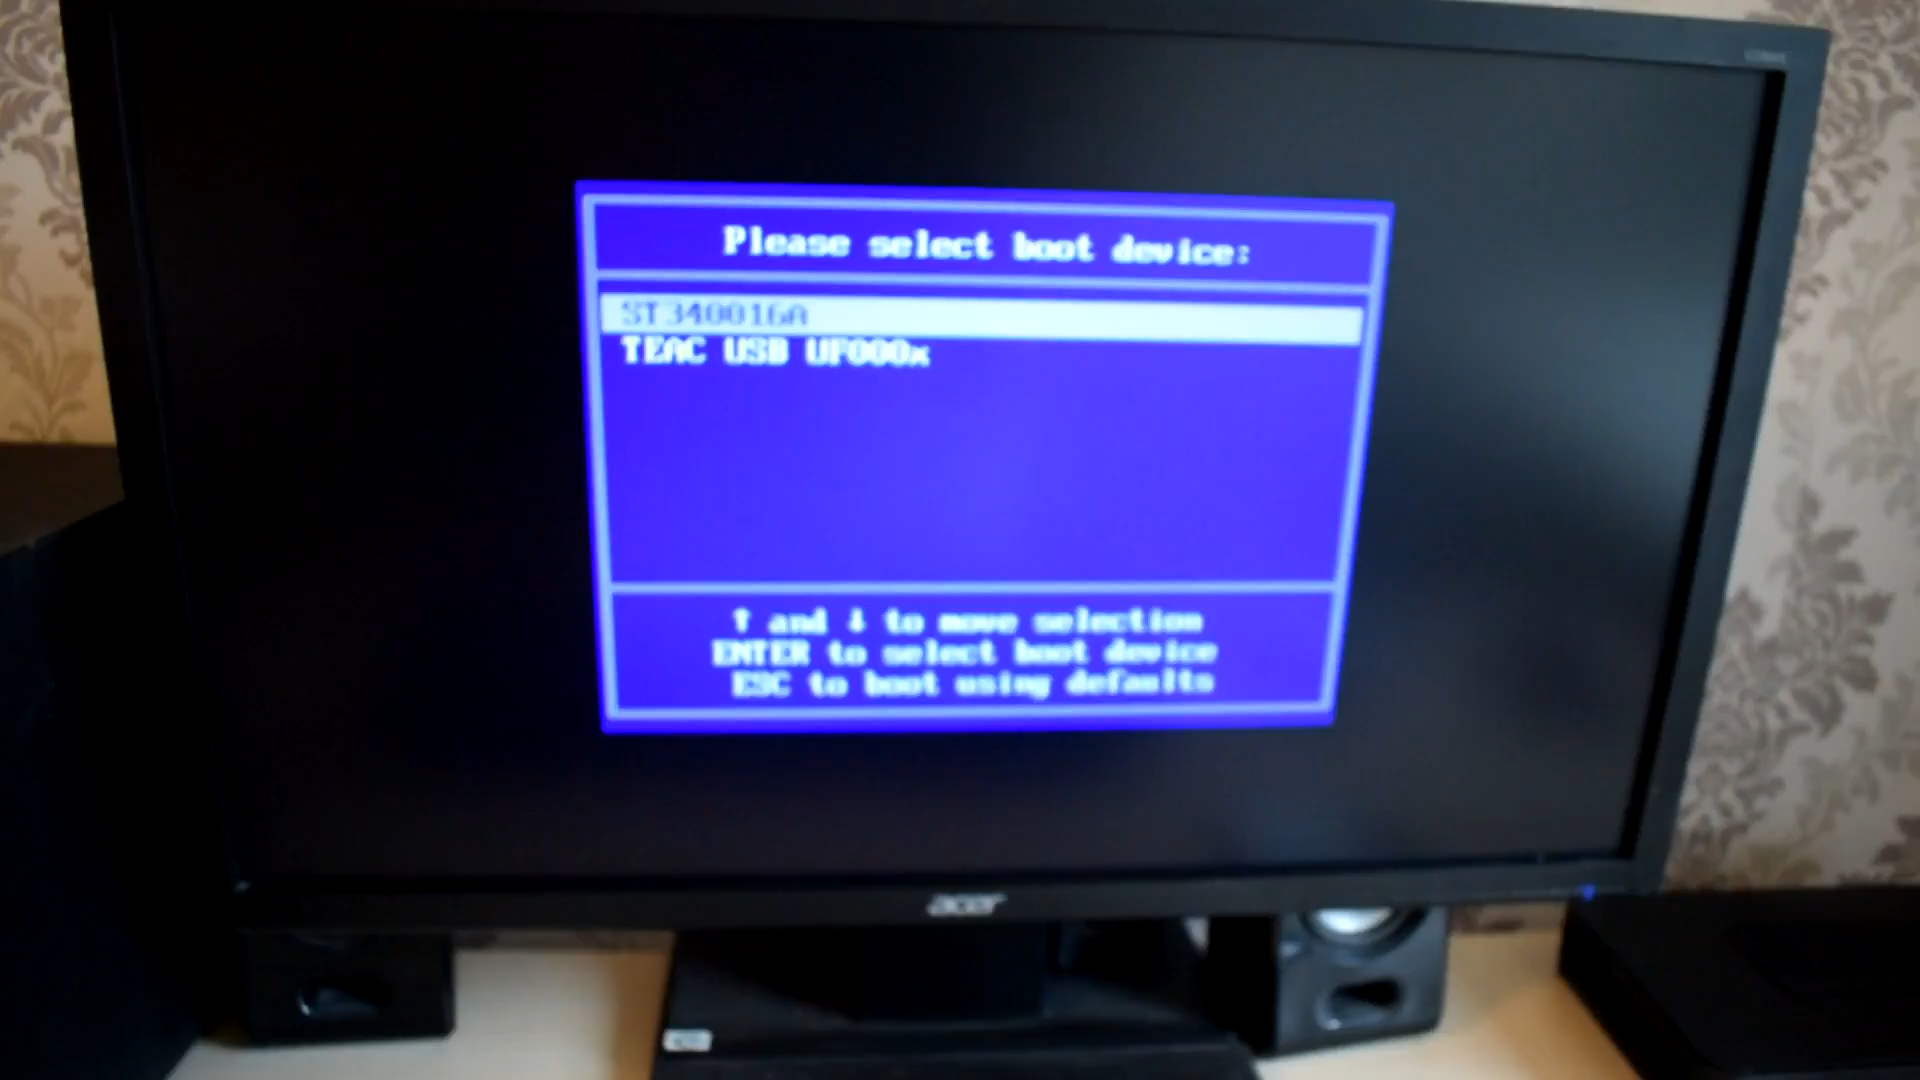 Please select boot device:
ST340016A
TEAC USB UF000x
↑ and ↓ to move selection
ENTER to select boot device
ESC to boot using defaults
acer